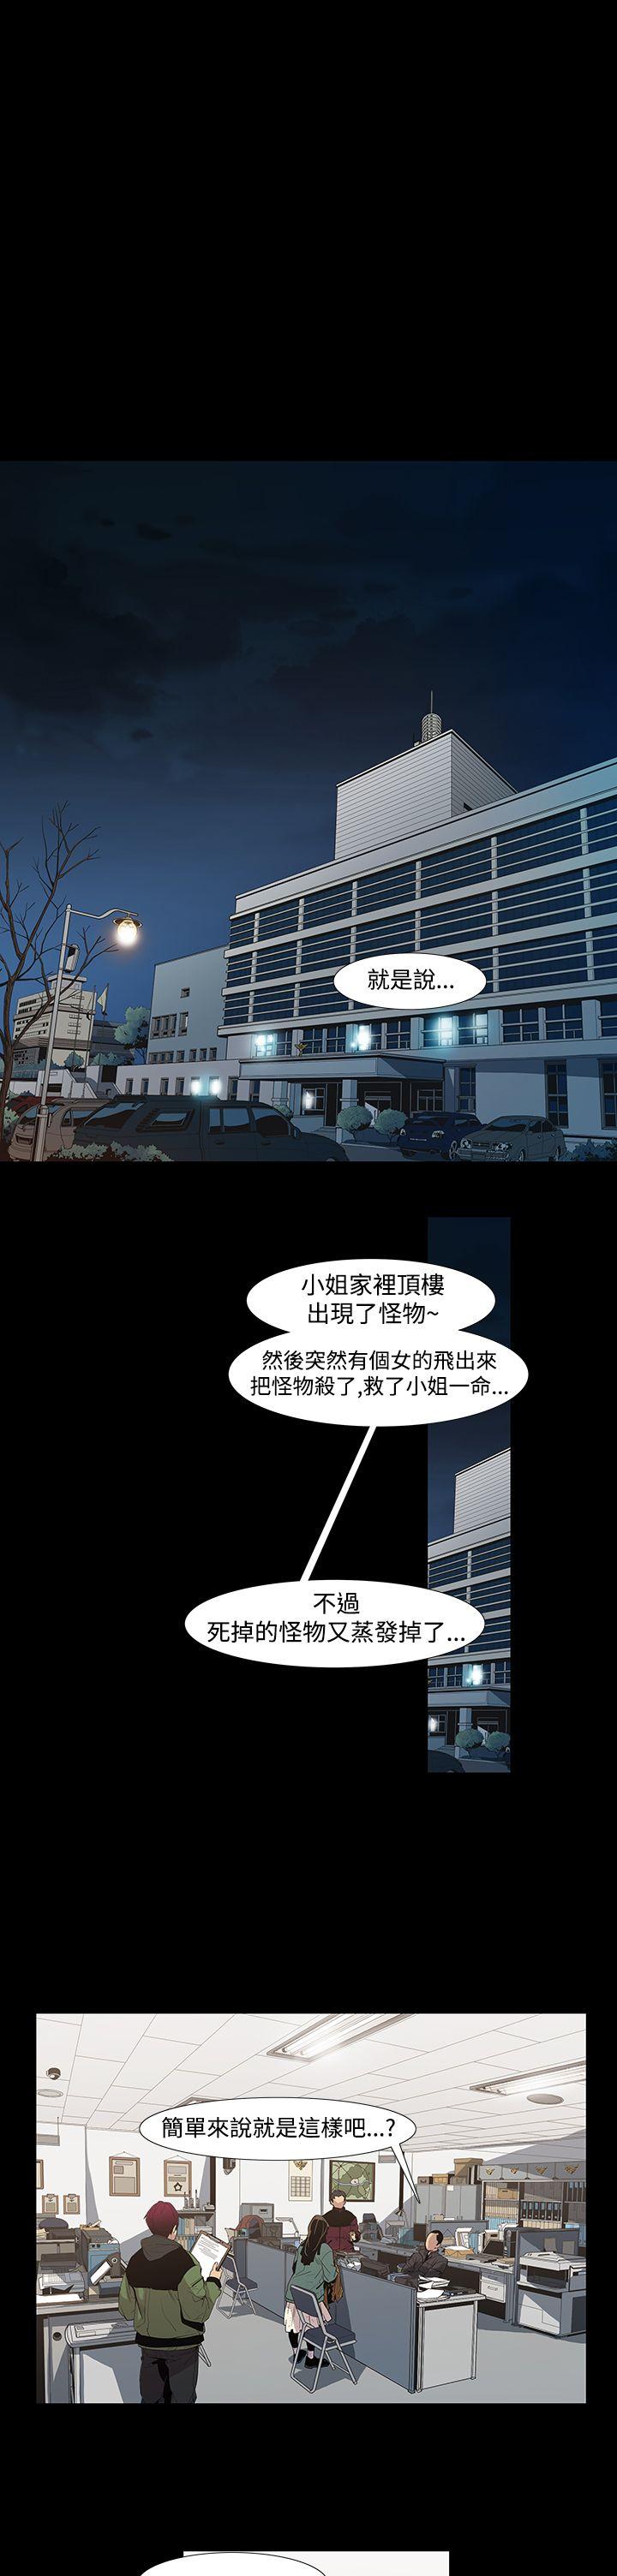 就是說...
小姐家裡頂樓
出現了怪物~
然後突然有個女的飛出來
把怪物殺了,救了小姐一命...
不過
死掉的怪物又蒸發掉了...
簡單來說就是這樣吧...?